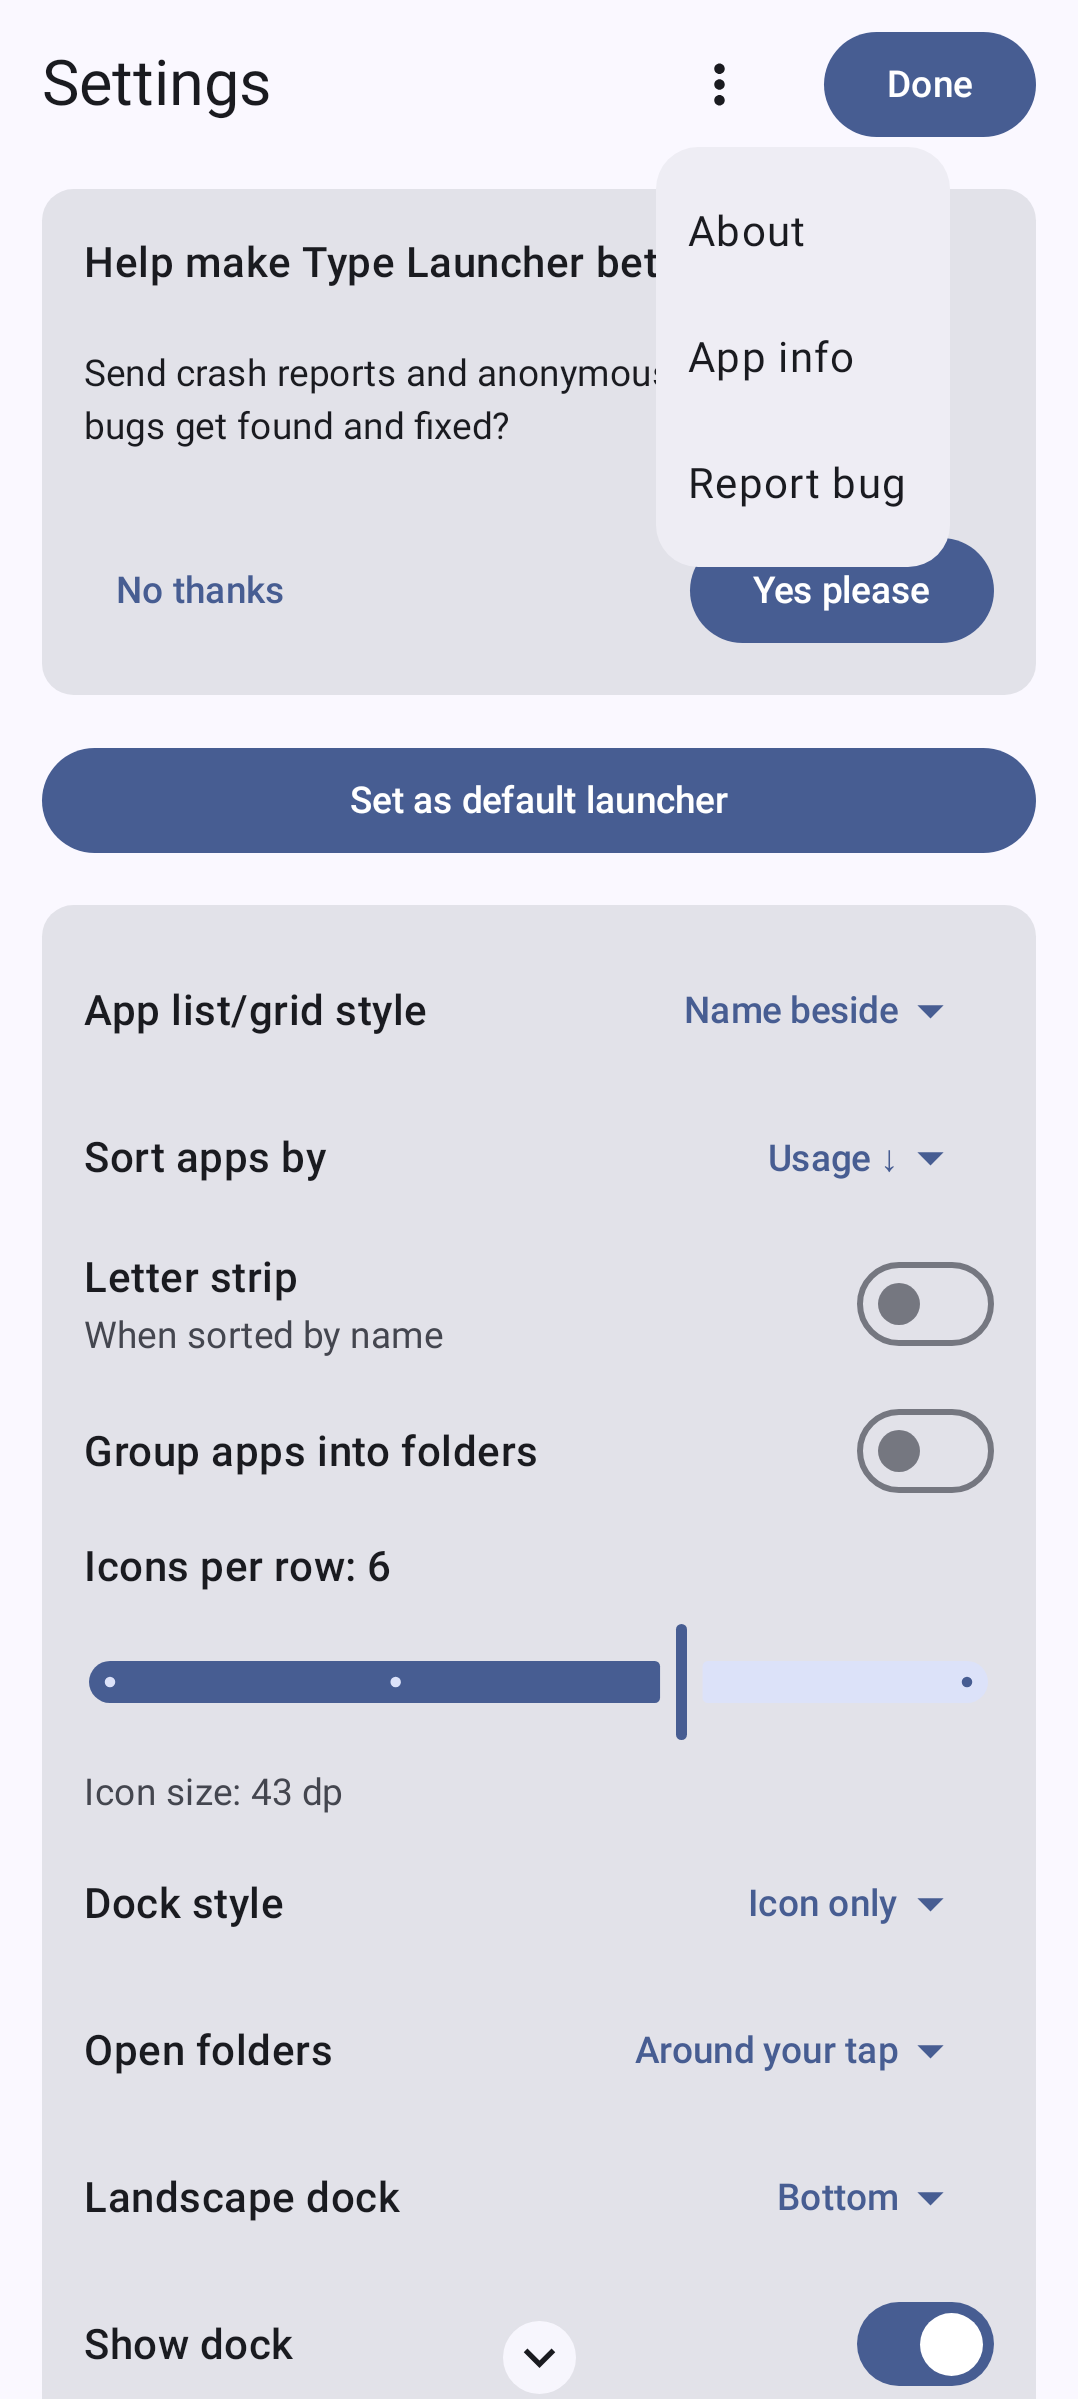 Settings
Done
About
App info
Report bug
Help make Type Launcher bet
Send crash reports and anonymous
bugs get found and fixed?
No thanks
Yes please
Set as default launcher
App list/grid style
Name beside
Sort apps by
Usage ↓
Letter strip
When sorted by name
Group apps into folders
Icons per row: 6
Icon size: 43 dp
Dock style
Icon only
Open folders
Around your tap
Landscape dock
Bottom
Show dock